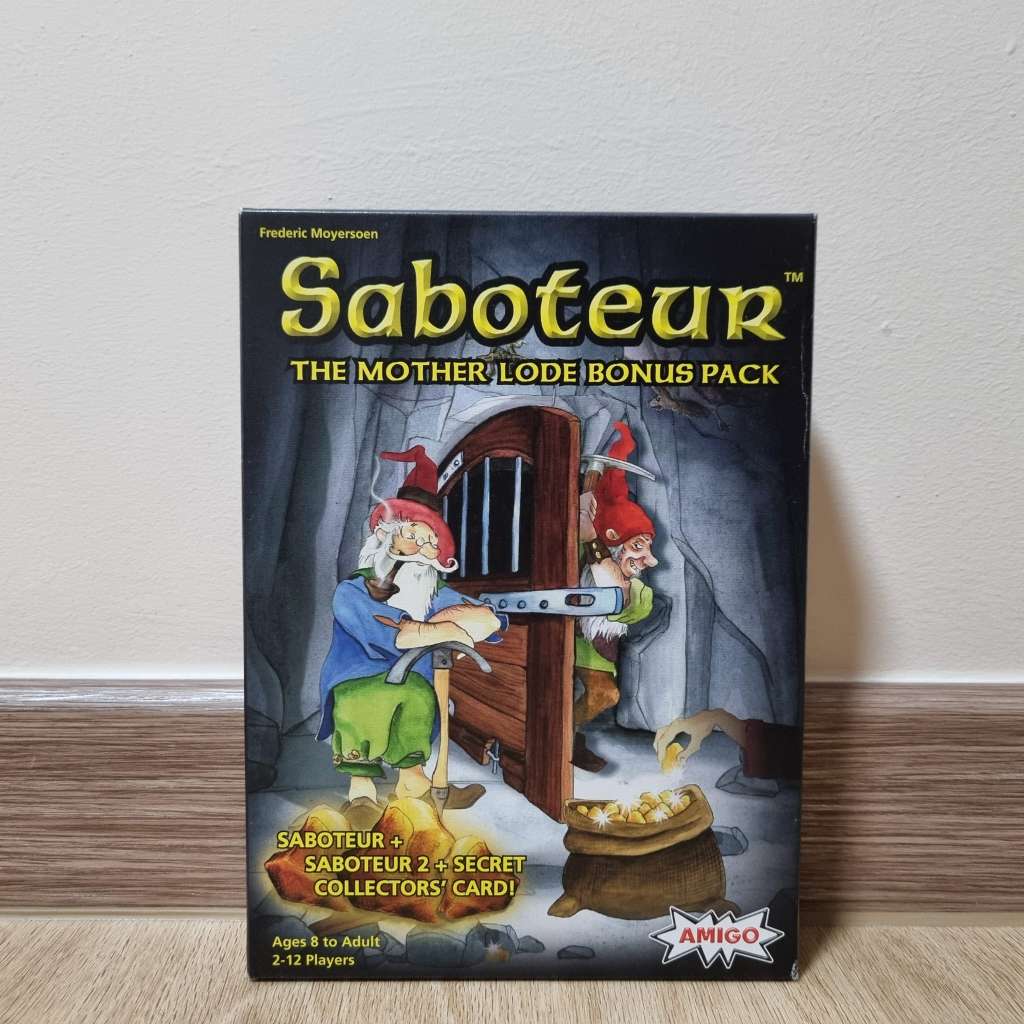 Frederic Moyersoen
Saboteur™
THE MOTHER LODE BONUS PACK
SABOTEUR +
SABOTEUR 2 + SECRET
COLLECTORS' CARD!
Ages 8 to Adult
2-12 Players
AMIGO